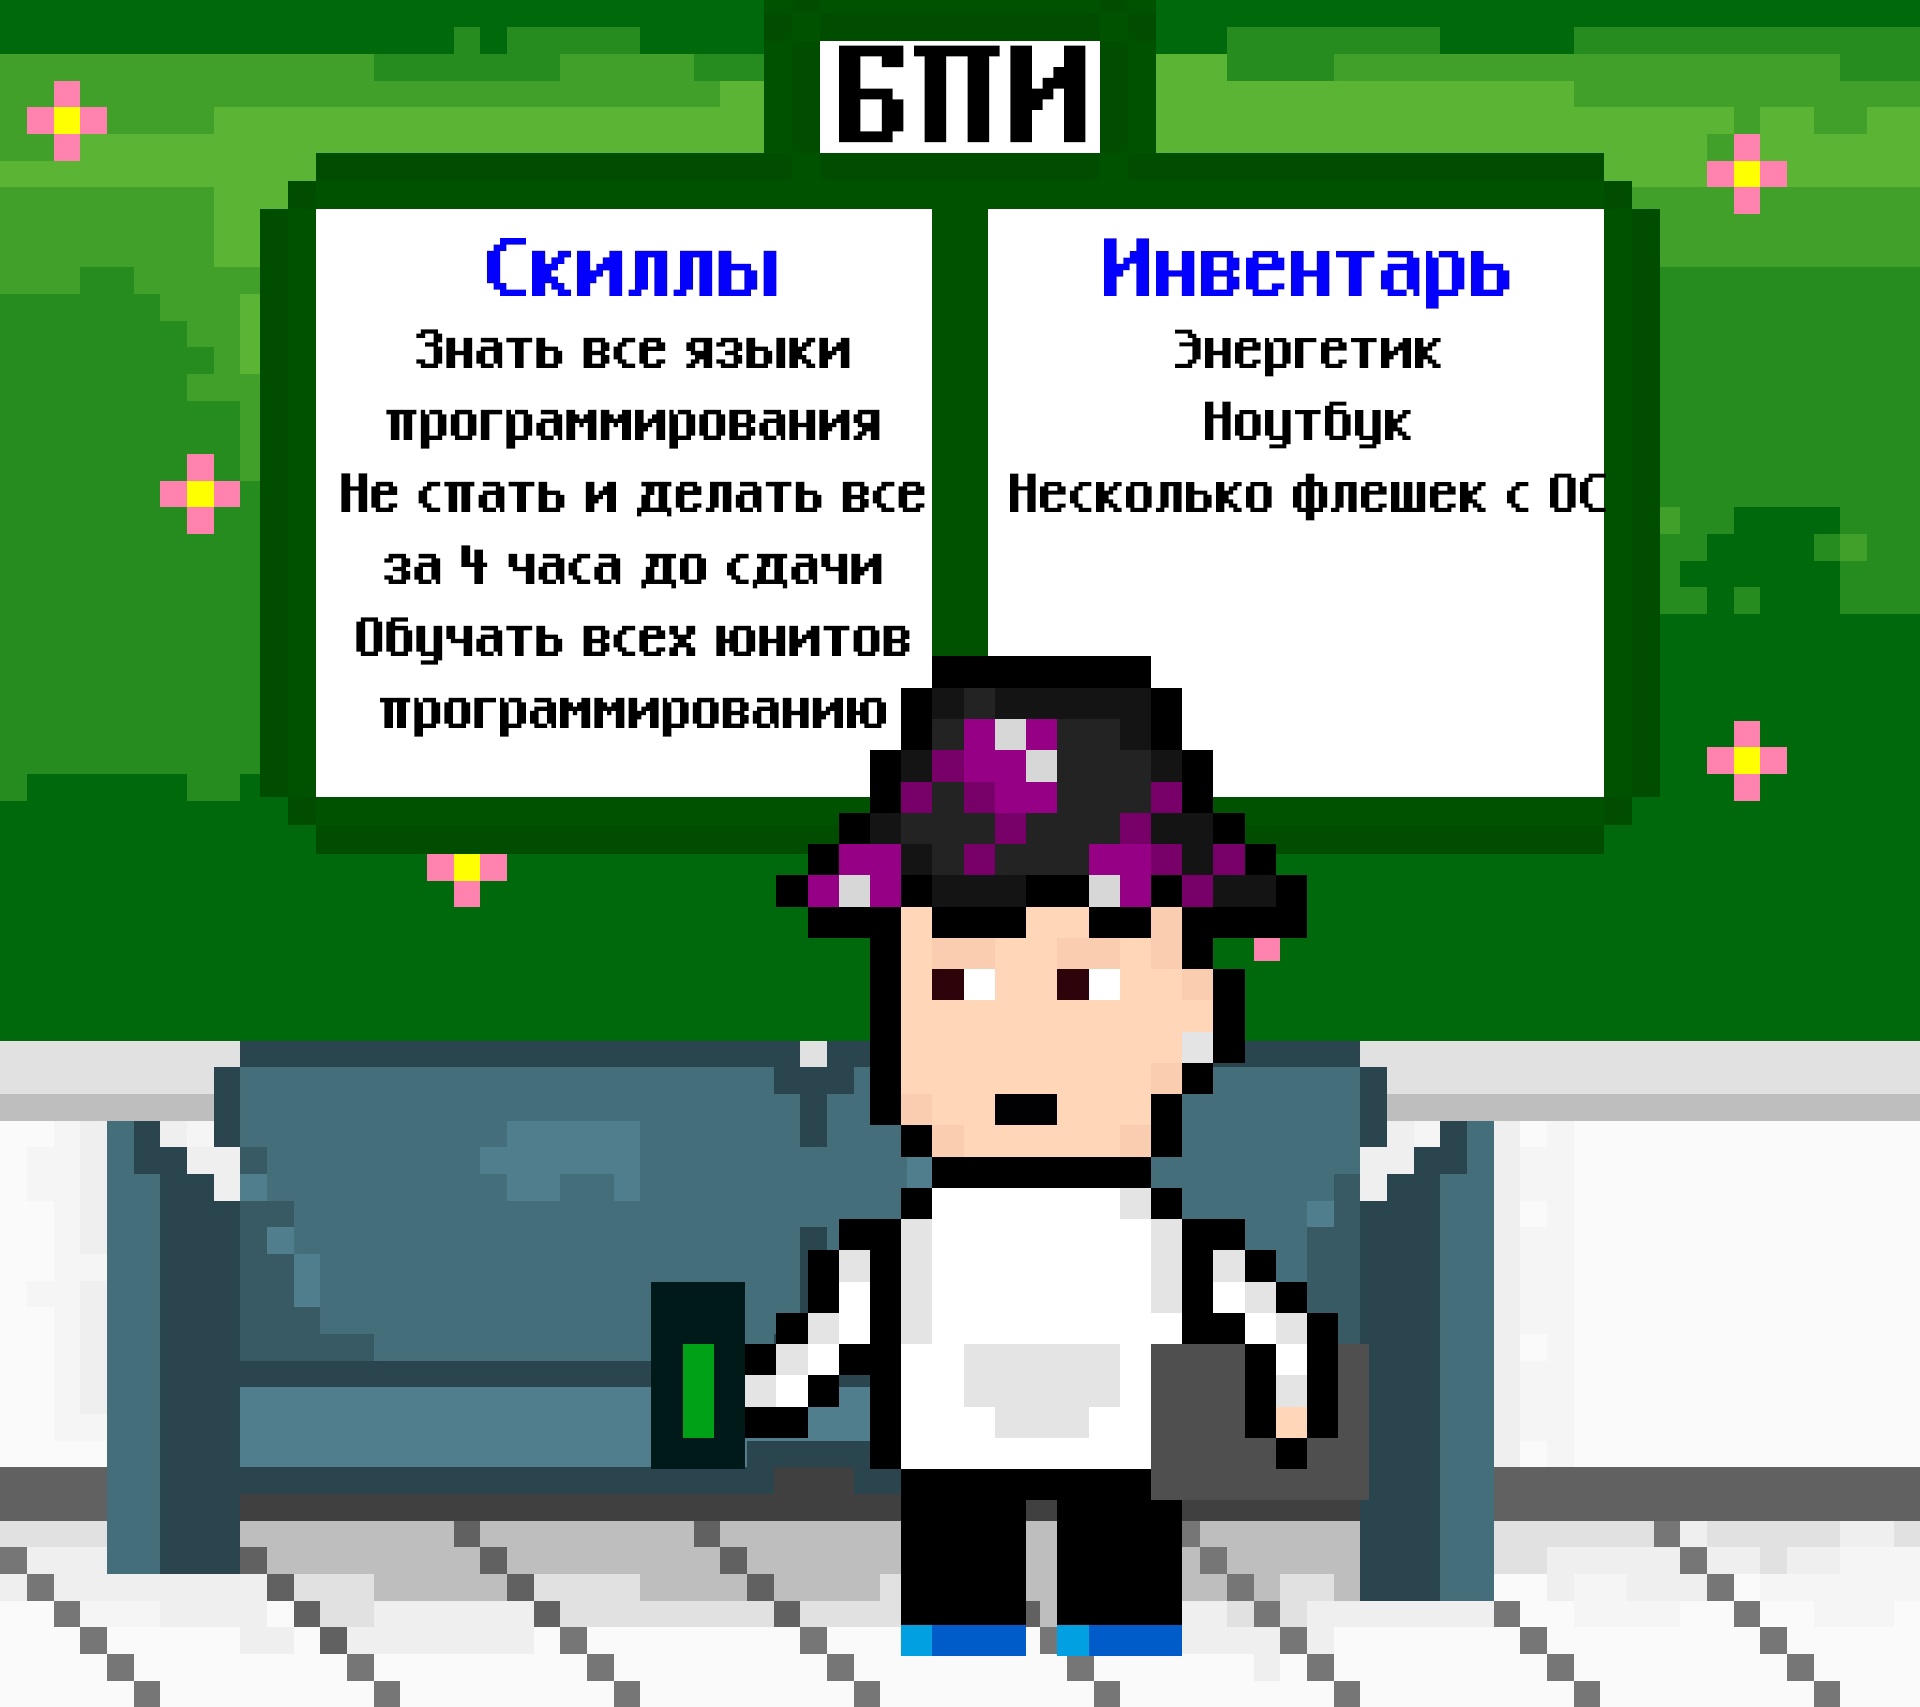 БПИ
Скиллы
Знать все языки
программирования
Не спать и делать все
за 4 часа до сдачи
Обучать всех юнитов
программированию
Инвентарь
Энергетик
Ноутбук
Несколько флешек с ОС